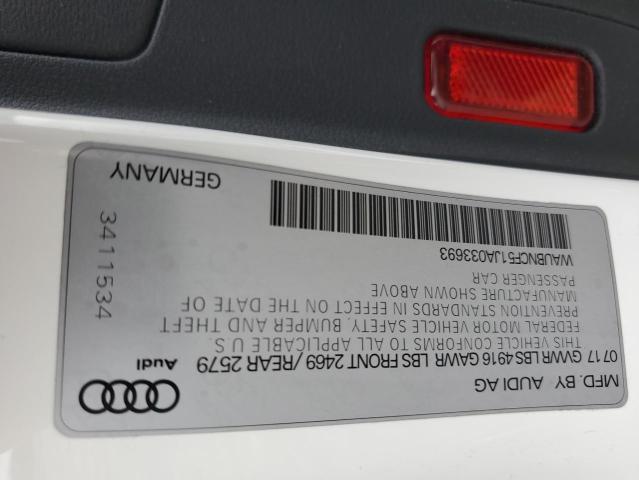 MFD. BY AUDI AG
07 17 GVWR LBS 4916 GAWR LBS FRONT 2469 / REAR 2579
THIS VEHICLE CONFORMS TO ALL APPLICABLE U.S.
FEDERAL MOTOR VEHICLE SAFETY, BUMPER AND THEFT
PREVENTION STANDARDS IN EFFECT ON THE DATE OF
MANUFACTURE SHOWN ABOVE
PASSENGER CAR
WAUBNCF51JA033693
Audi
34111534
GERMANY